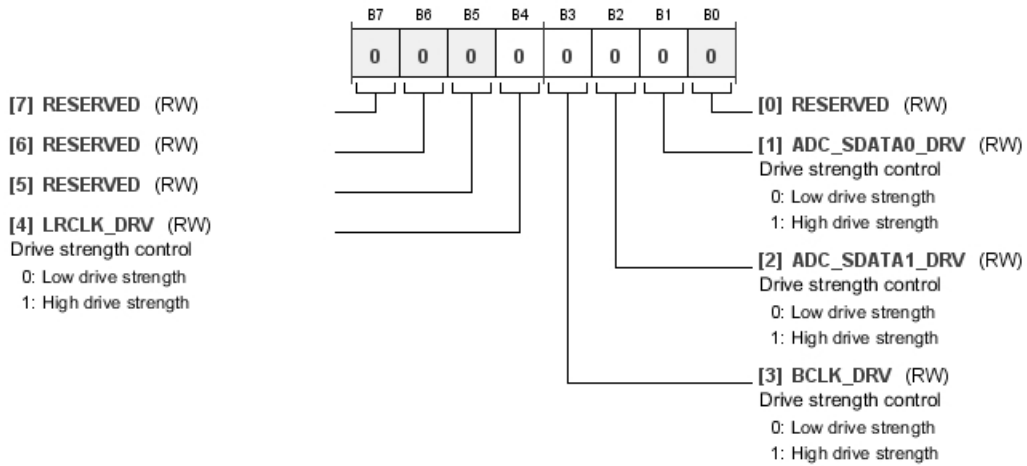 B7 B6 B5 B4 B3 B2 B1 B0
0 0 0 0 0 0 0 0
[7] RESERVED (RW)
[6] RESERVED (RW)
[5] RESERVED (RW)
[4] LRCLK_DRV (RW)
Drive strength control
0: Low drive strength
1: High drive strength
[0] RESERVED (RW)
[1] ADC_SDATA0_DRV (RW)
Drive strength control
0: Low drive strength
1: High drive strength
[2] ADC_SDATA1_DRV (RW)
Drive strength control
0: Low drive strength
1: High drive strength
[3] BCLK_DRV (RW)
Drive strength control
0: Low drive strength
1: High drive strength